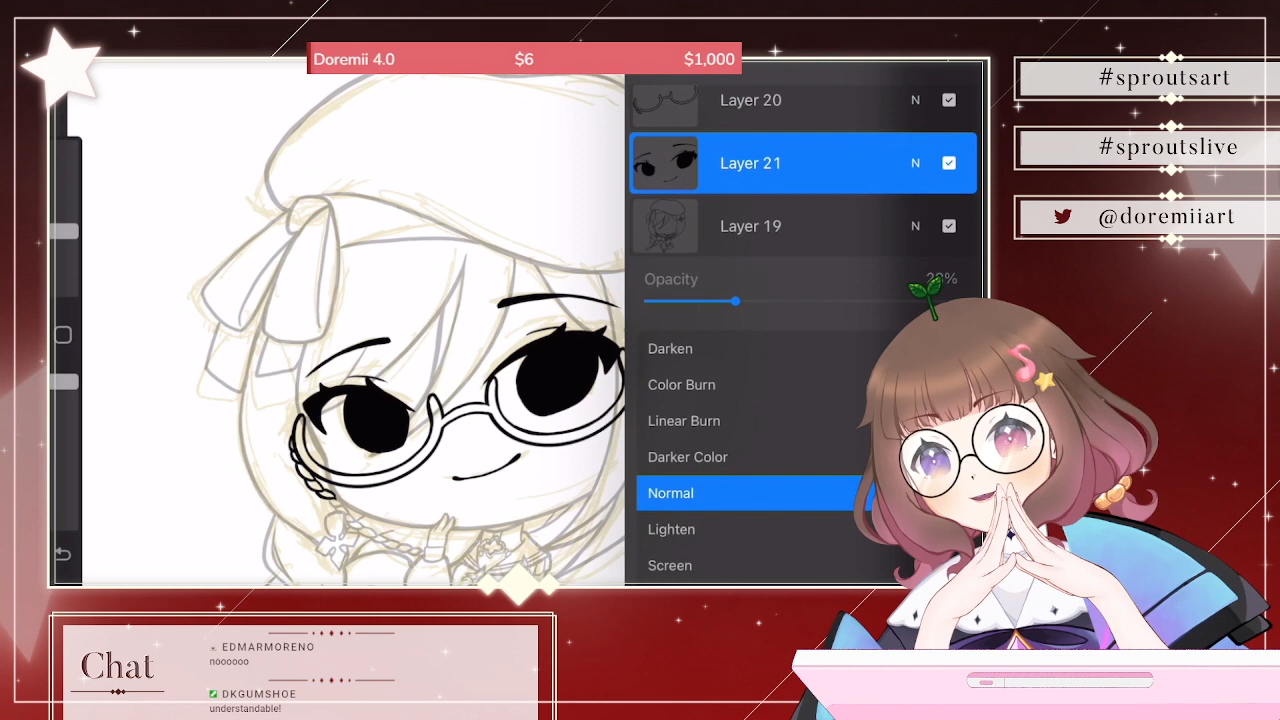 Doremii 4.0 $6 $1,000
#sproutsart
#sproutslive
@doremiiart
Layer 20 N
Layer 21 N
Layer 19 N
Opacity
Darken
Color Burn
Linear Burn
Darker Color
Normal
Lighten
Screen
Chat
EDMARMORENO
noooooo
DKGUMSHOE
understandable!